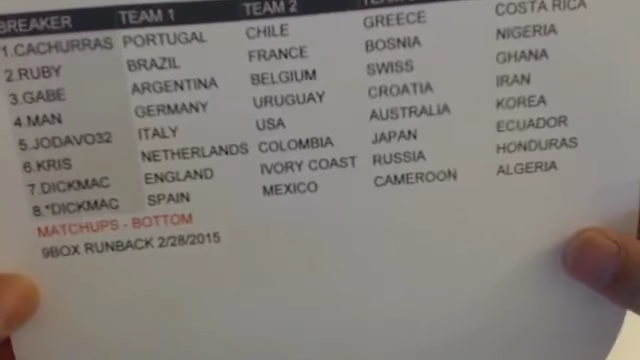 BREAKER TEAM 1 TEAM 2
1.CACHURRAS PORTUGAL CHILE GREECE COSTA RICA
2.RUBY BRAZIL FRANCE BOSNIA NIGERIA
3.GABE ARGENTINA BELGIUM SWISS GHANA
4.MAN GERMANY URUGUAY CROATIA IRAN
5.JODAVO32 ITALY USA AUSTRALIA KOREA
6.KRIS NETHERLANDS COLOMBIA JAPAN ECUADOR
7.DICKMAC ENGLAND IVORY COAST RUSSIA HONDURAS
8.*DICKMAC SPAIN MEXICO CAMEROON ALGERIA
MATCHUPS - BOTTOM
9BOX RUNBACK 2/28/2015